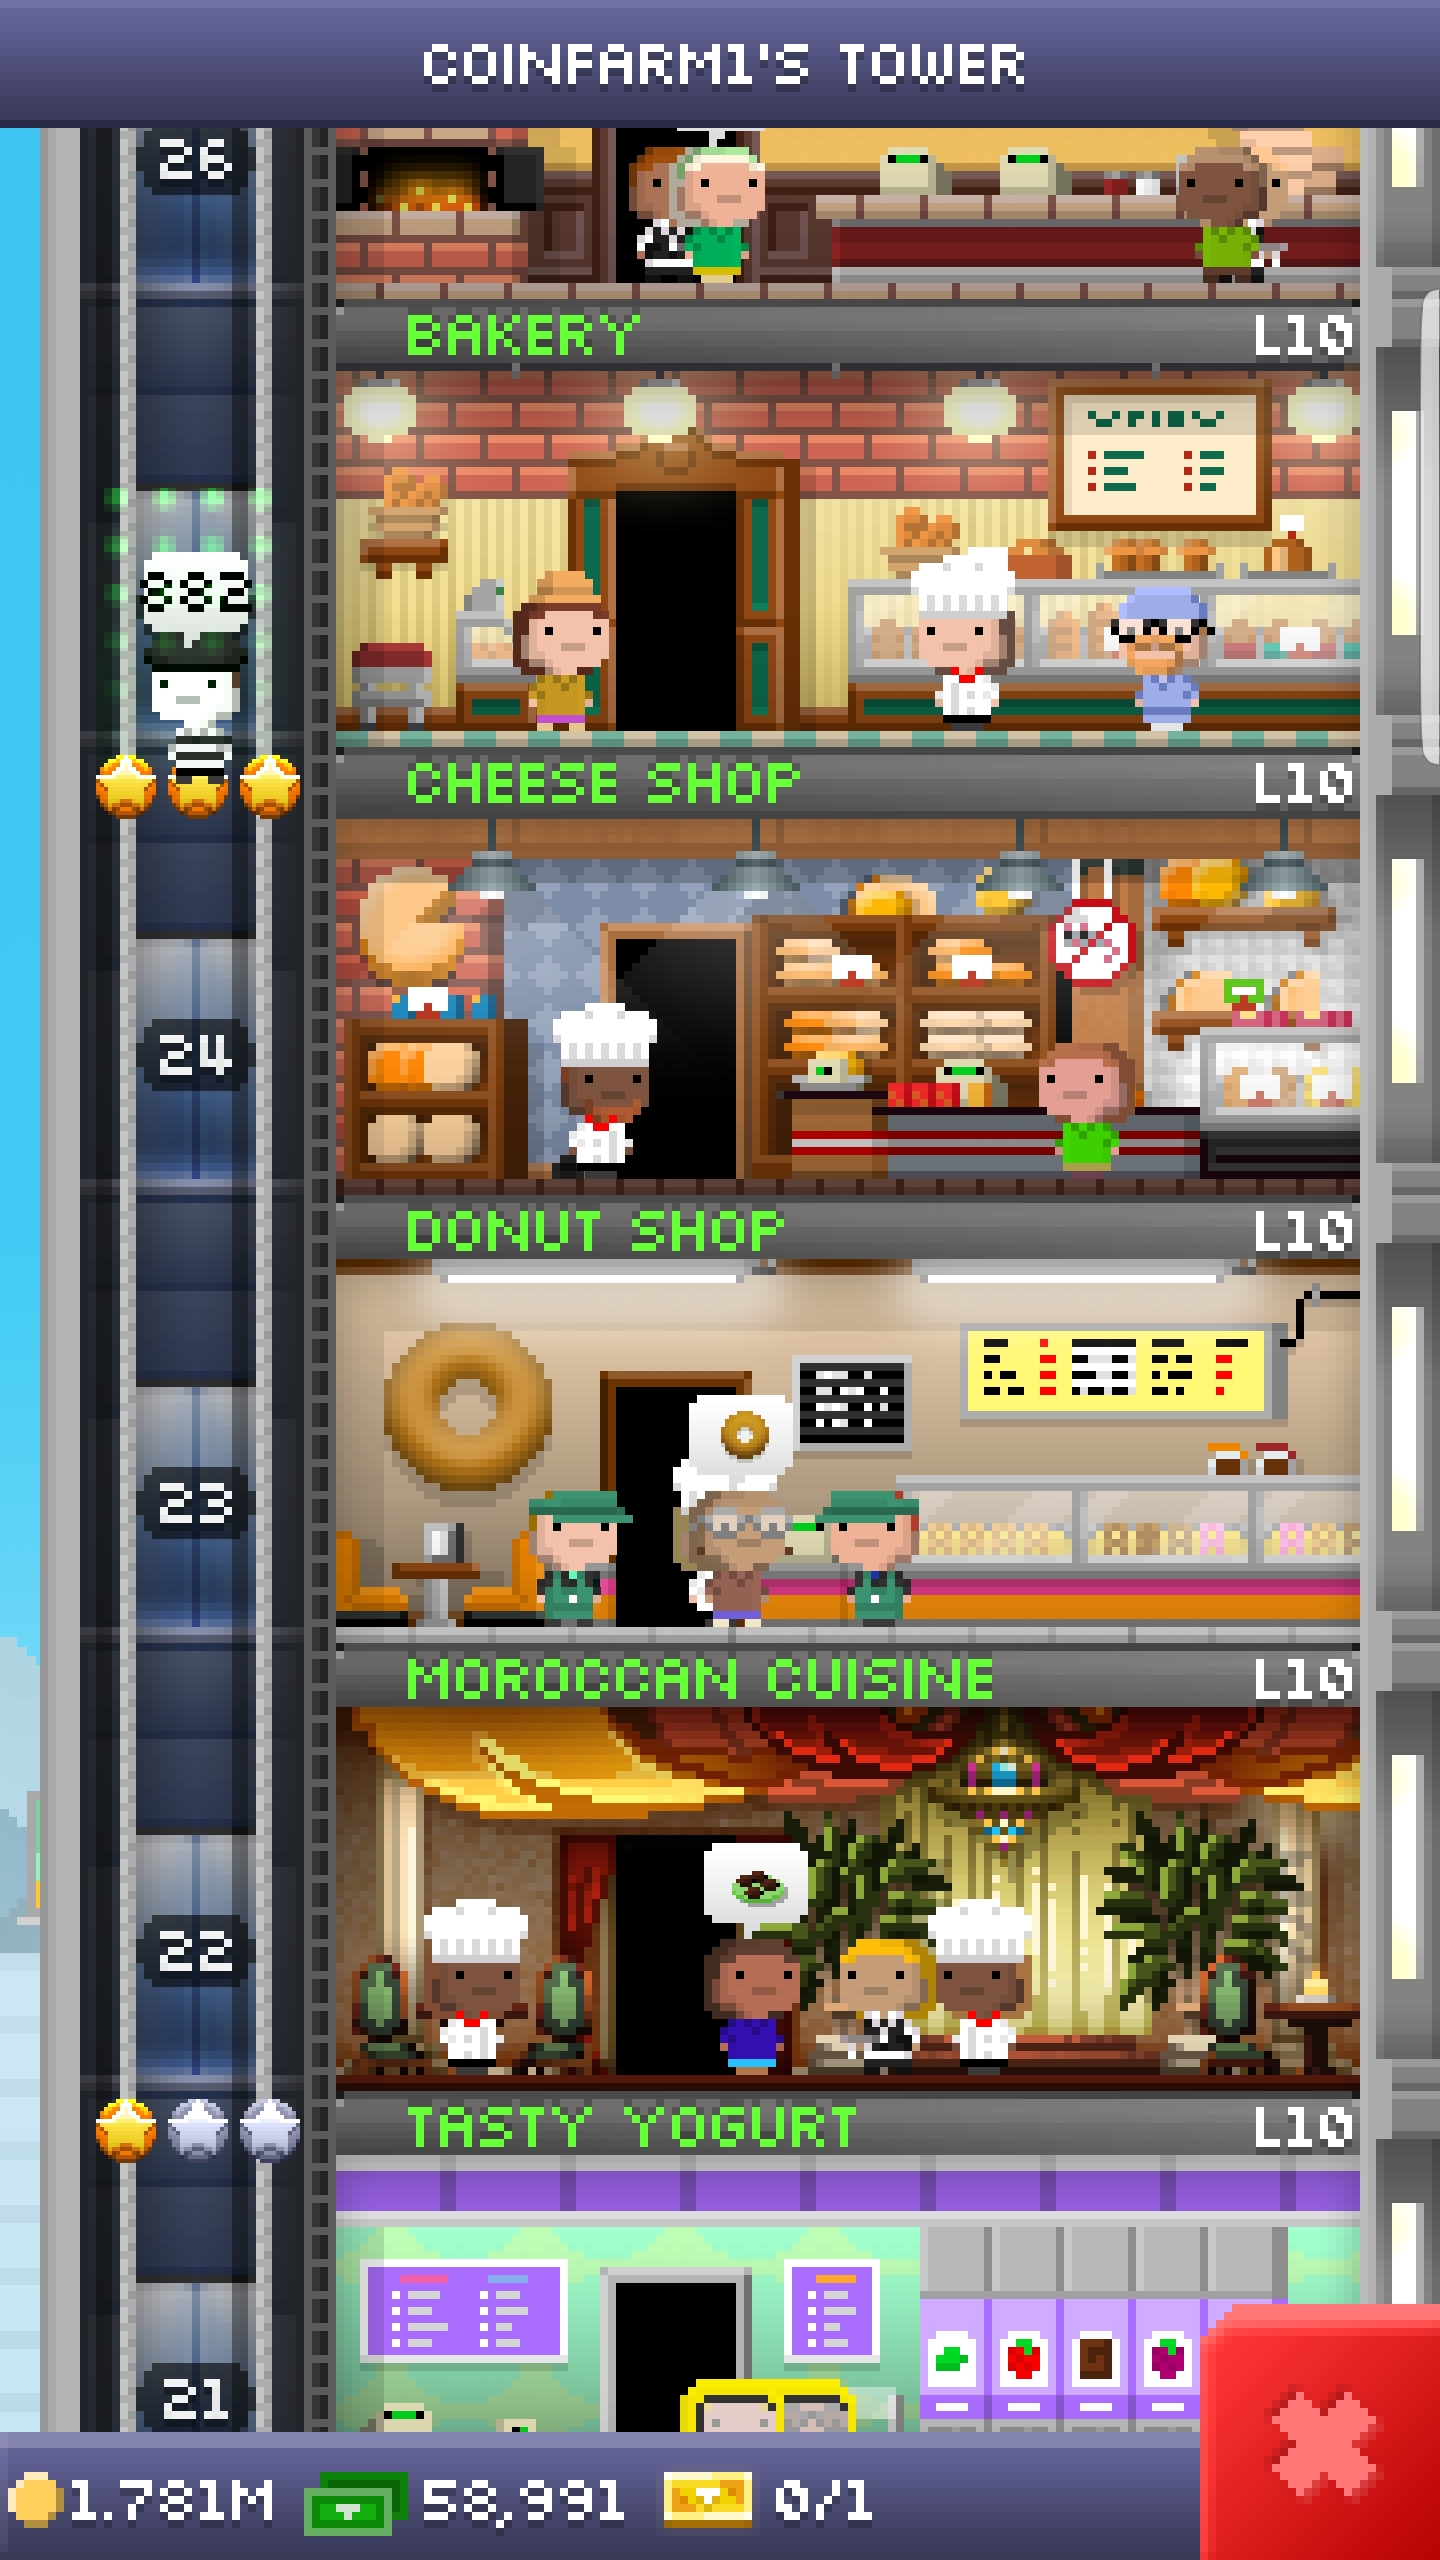 COINFARM1'S TOWER
26
BAKERY L10
882
CHEESE SHOP L10
24
DONUT SHOP L10
23
MOROCCAN CUISINE L10
22
TASTY YOGURT L10
21
1.781M 58,991 0/1